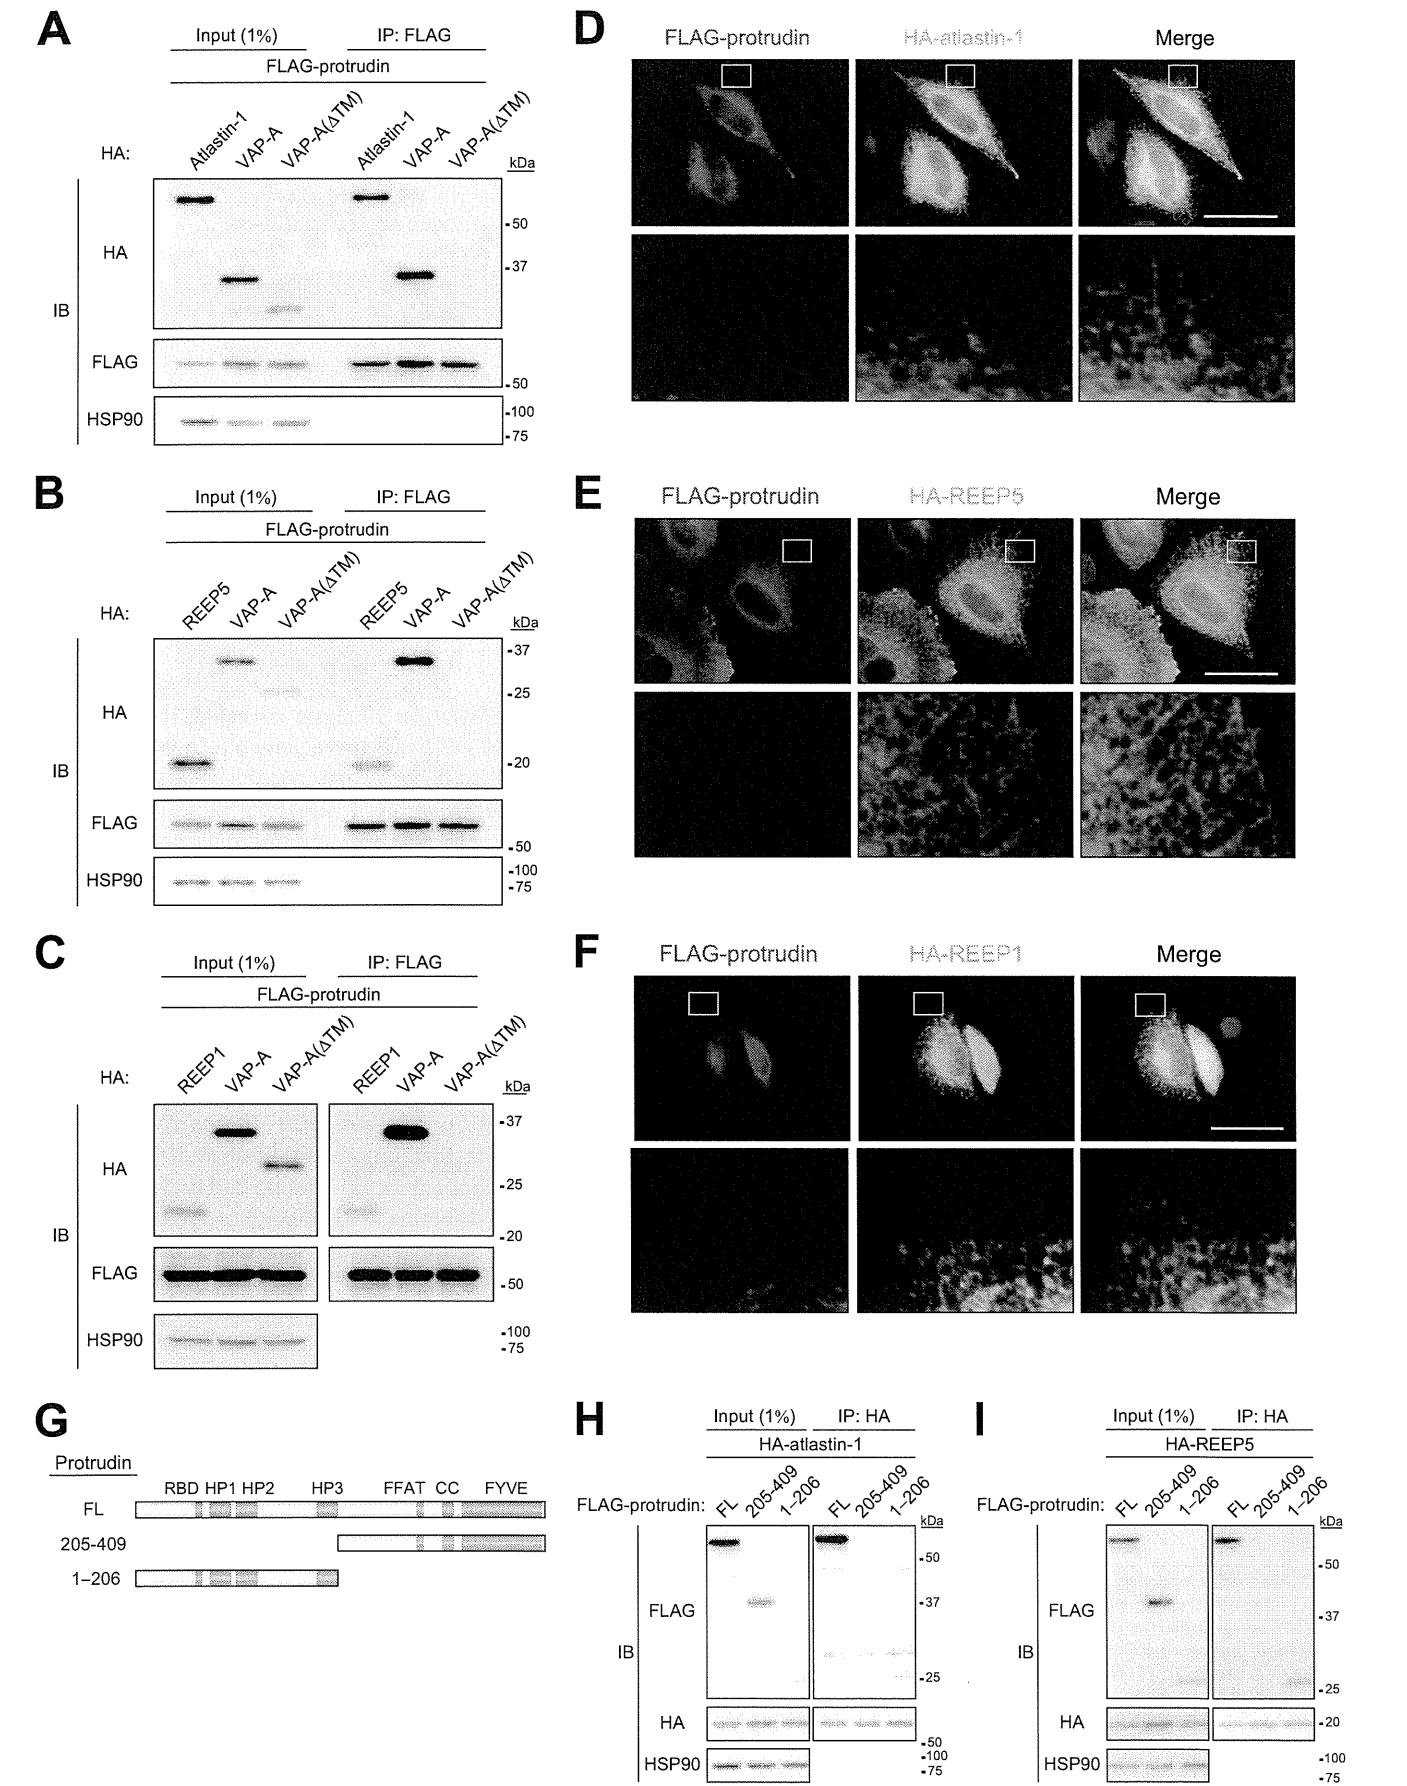 A
Input (1%) IP: FLAG
FLAG-protrudin
HA: Atlastin-1 VAP-A VAP-A(ΔTM) Atlastin-1 VAP-A VAP-A(ΔTM)
kDa
HA
-50
-37
IB
FLAG
-50
HSP90
-100
-75
B
Input (1%) IP: FLAG
FLAG-protrudin
HA: REEP5 VAP-A VAP-A(ΔTM) REEP5 VAP-A VAP-A(ΔTM)
kDa
-37
-25
HA
-20
IB
FLAG
-50
HSP90
-100
-75
C
Input (1%) IP: FLAG
FLAG-protrudin
HA: REEP1 VAP-A VAP-A(ΔTM) REEP1 VAP-A VAP-A(ΔTM)
kDa
-37
HA
-25
-20
IB
FLAG
-50
HSP90
-100
-75
D
FLAG-protrudin HA-atlastin-1 Merge
E
FLAG-protrudin HA-REEP5 Merge
F
FLAG-protrudin HA-REEP1 Merge
G
Protrudin
RBD HP1 HP2 HP3 FFAT CC FYVE
FL
205-409
1–206
H
Input (1%) IP: HA
HA-atlastin-1
FLAG-protrudin: FL 205-409 1–206 FL 205-409 1–206
kDa
-50
-37
FLAG
IB
-25
HA
-50
HSP90
-100
-75
I
Input (1%) IP: HA
HA-REEP5
FLAG-protrudin: FL 205-409 1–206 FL 205-409 1–206
kDa
-50
FLAG
-37
IB
-25
HA
-20
HSP90
-100
-75